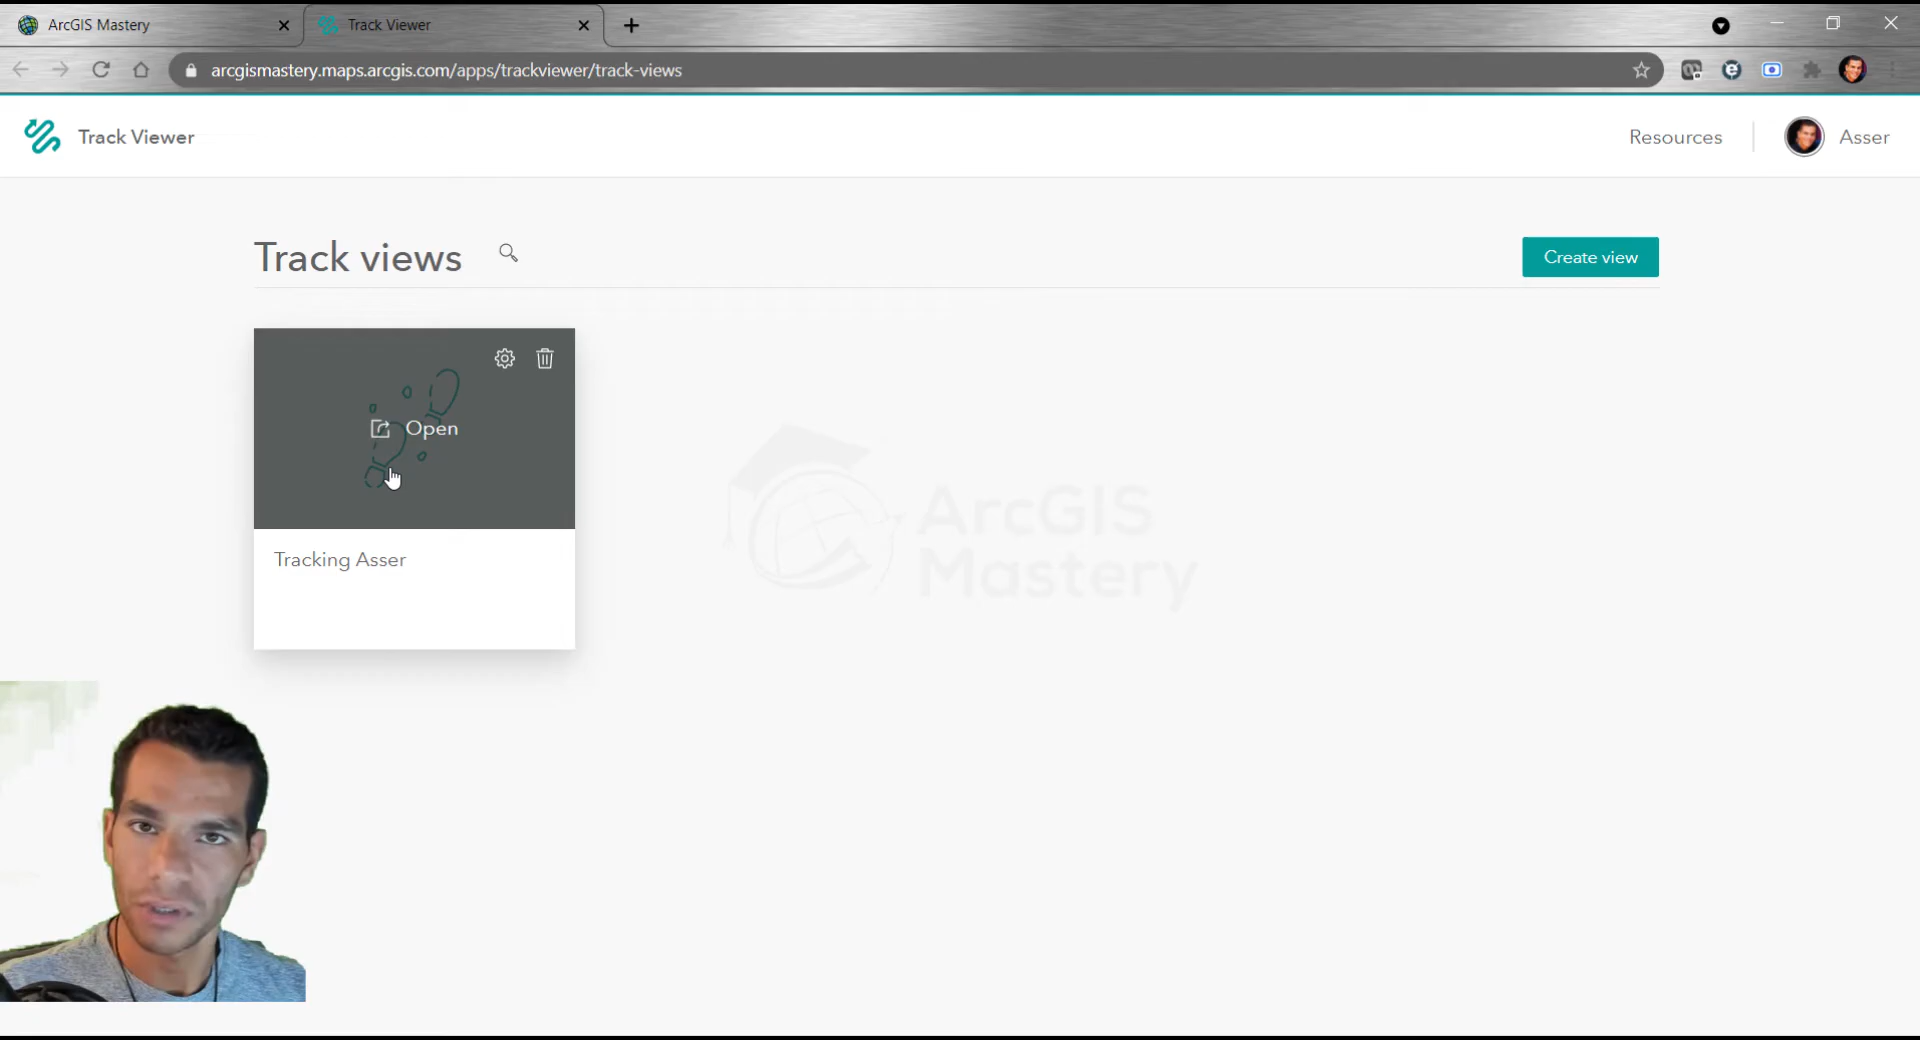 ArcGIS Mastery
Track Viewer
arcgismastery.maps.arcgis.com/apps/trackviewer/track-views
Track Viewer
Resources
Asser
Track views
Create view
Open
Tracking Asser
ArcGIS
Mastery